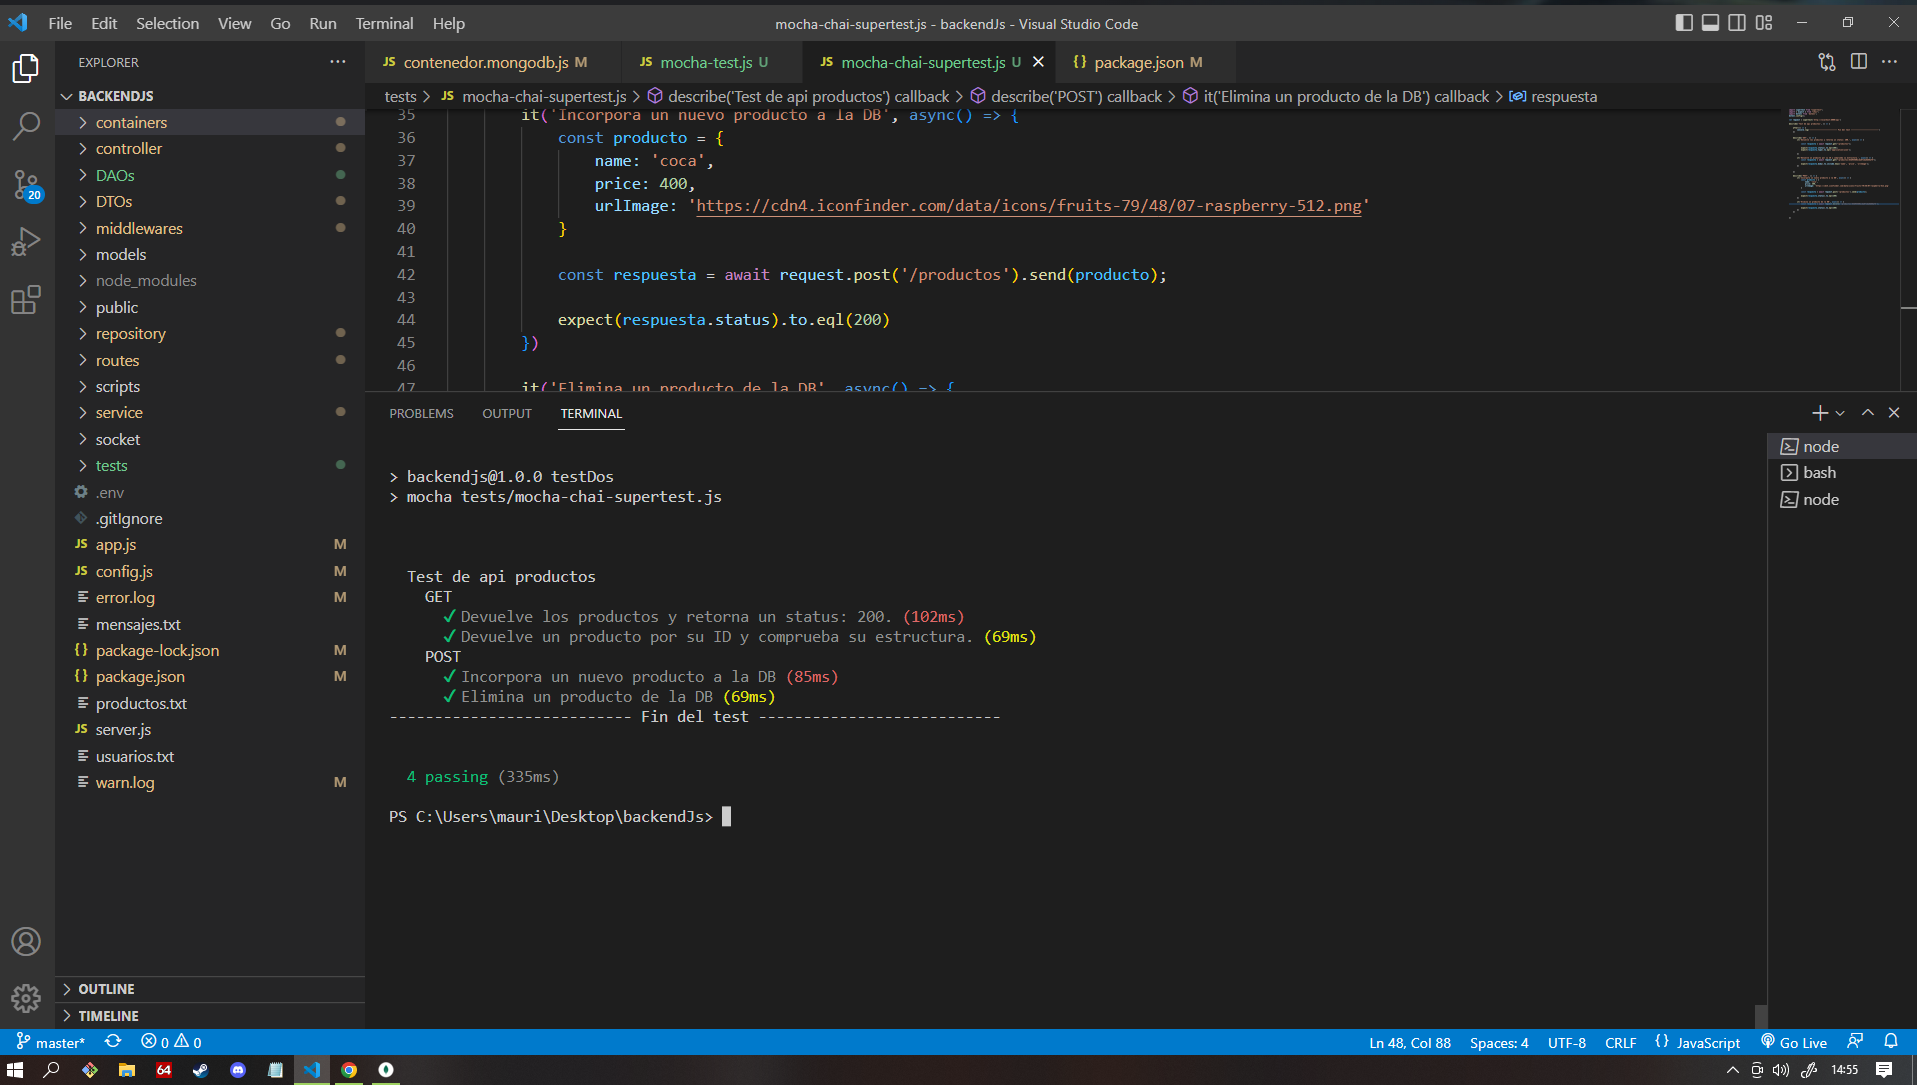 File Edit Selection View Go Run Terminal Help
mocha-chai-supertest.js - backendJs - Visual Studio Code
EXPLORER
BACKENDJS
containers
controller
DAOs
DTOs
middlewares
models
node_modules
public
repository
routes
scripts
service
socket
tests
.env
.gitIgnore
JS app.js M
JS config.js M
error.log M
mensajes.txt
{} package-lock.json M
{} package.json M
productos.txt
JS server.js
usuarios.txt
warn.log M
OUTLINE
TIMELINE
20
JS contenedor.mongodb.js M
JS mocha-test.js U
JS mocha-chai-supertest.js U
{} package.json M
tests > JS mocha-chai-supertest.js > describe('Test de api productos') callback > describe('POST') callback > it('Elimina un producto de la DB') callback > respuesta
35 it('Incorpora un nuevo producto a la DB', async() => {
36 const producto = {
37 name: 'coca',
38 price: 400,
39 urlImage: 'https://cdn4.iconfinder.com/data/icons/fruits-79/48/07-raspberry-512.png'
40 }
41
42 const respuesta = await request.post('/productos').send(producto);
43
44 expect(respuesta.status).to.eql(200)
45 })
46
47 it('Elimina un producto de la DB', async() => {
PROBLEMS OUTPUT TERMINAL
> backendjs@1.0.0 testDos
> mocha tests/mocha-chai-supertest.js
Test de api productos
GET
✓ Devuelve los productos y retorna un status: 200. (102ms)
✓ Devuelve un producto por su ID y comprueba su estructura. (69ms)
POST
✓ Incorpora un nuevo producto a la DB (85ms)
✓ Elimina un producto de la DB (69ms)
--------------------------- Fin del test ---------------------------
4 passing (335ms)
PS C:\Users\mauri\Desktop\backendJs>
node
bash
node
master* 0 0
Ln 48, Col 88 Spaces: 4 UTF-8 CRLF {} JavaScript Go Live
64
14:55